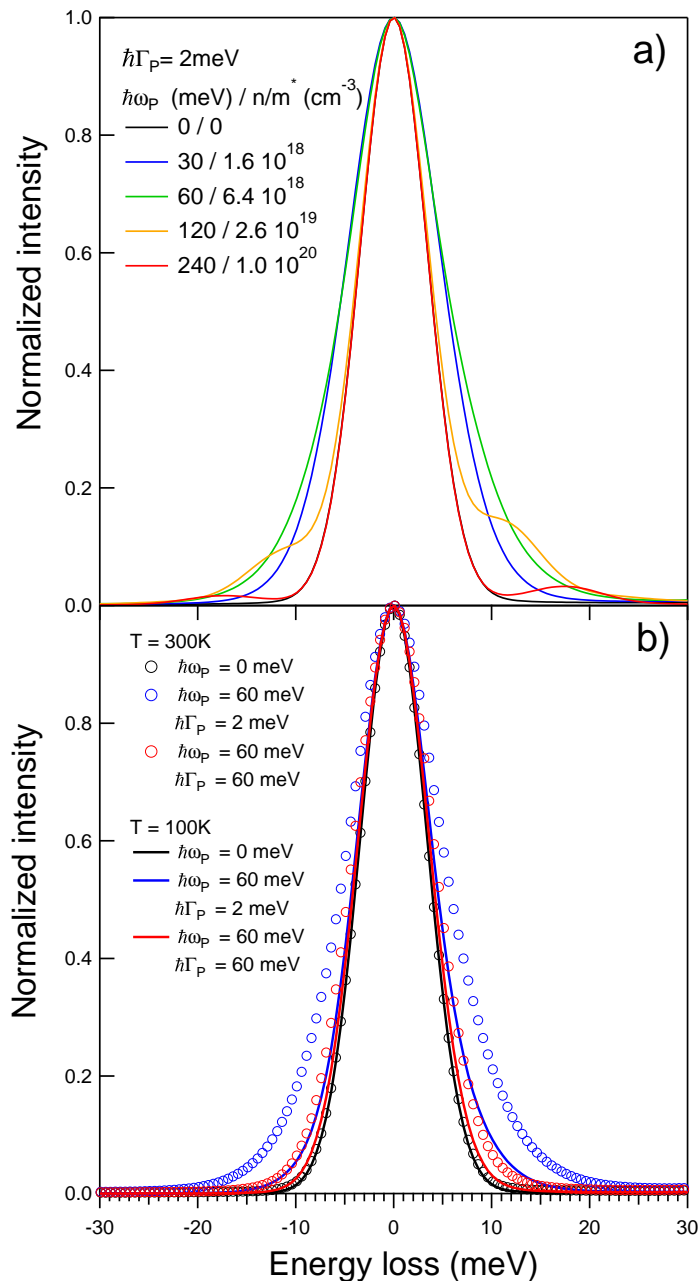 a)
ħΓP= 2meV
ħωP (meV) / n/m* (cm-3)
0 / 0
30 / 1.6 10^18
60 / 6.4 10^18
120 / 2.6 10^19
240 / 1.0 10^20
Normalized intensity
1.0
0.8
0.6
0.4
0.2
0.0
b)
T = 300K
ħωP = 0 meV
ħωP = 60 meV
ħΓP = 2 meV
ħωP = 60 meV
ħΓP = 60 meV
T = 100K
ħωP = 0 meV
ħωP = 60 meV
ħΓP = 2 meV
ħωP = 60 meV
ħΓP = 60 meV
Normalized intensity
0.8
0.6
0.4
0.2
0.0
-30 -20 -10 0 10 20 30
Energy loss (meV)